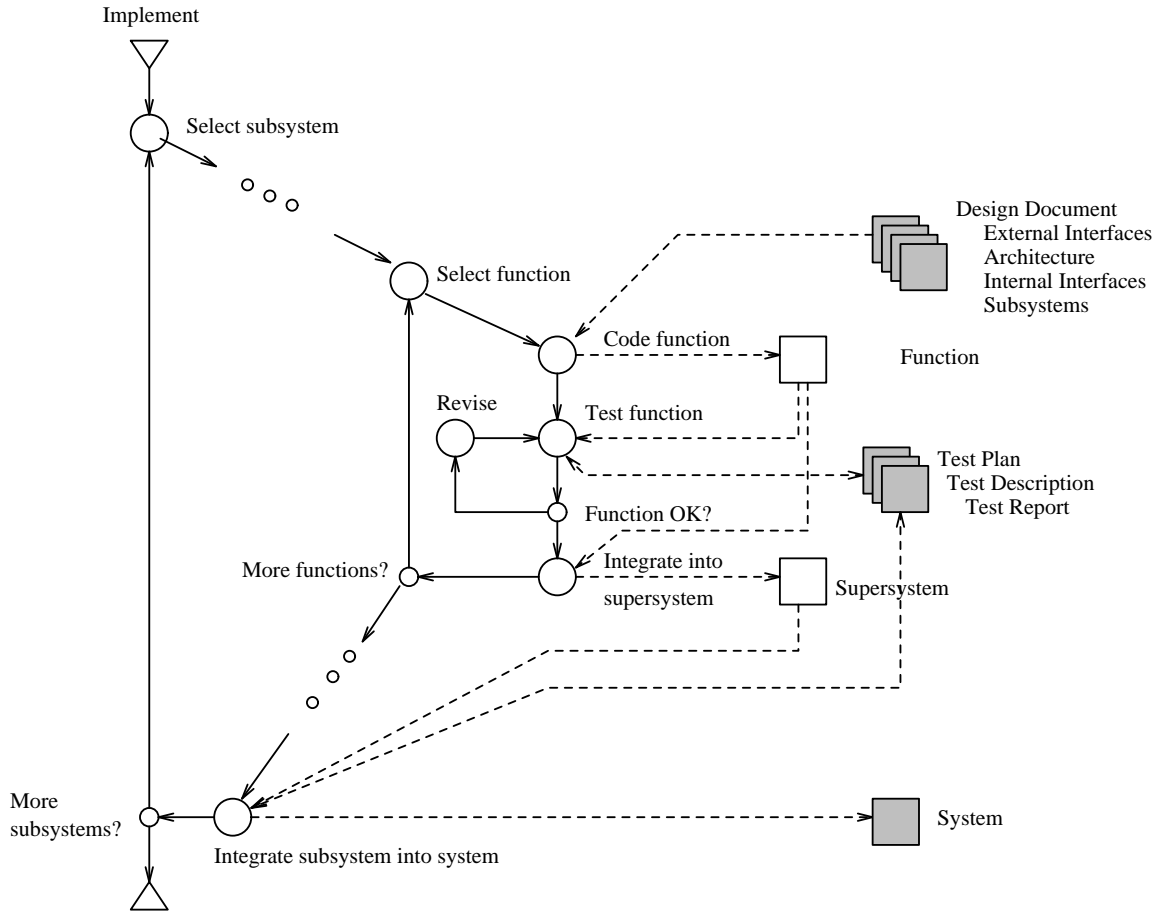 Implement
Select subsystem
Design Document
External Interfaces
Architecture
Internal Interfaces
Subsystems
Select function
Code function
Function
Revise
Test function
Test Plan
Test Description
Test Report
Function OK?
More functions?
Integrate into
supersystem
Supersystem
More
subsystems?
System
Integrate subsystem into system